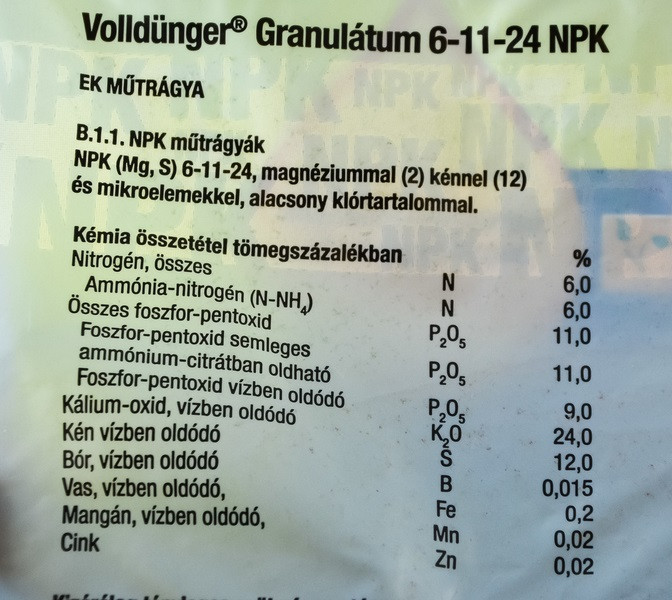 Volldünger® Granulátum 6-11-24 NPK
EK MŰTRÁGYA
B.1.1. NPK műtrágyák
NPK (Mg, S) 6-11-24, magnéziummal (2) kénnel (12)
és mikroelemekkel, alacsony klórtartalommal.
Kémia összetétel tömegszázalékban %
Nitrogén, összes N 6,0
Ammónia-nitrogén (N-NH₄) N 6,0
Összes foszfor-pentoxid P₂O₅ 11,0
Foszfor-pentoxid semleges
ammónium-citrátban oldható P₂O₅ 11,0
Foszfor-pentoxid vízben oldódó P₂O₅ 9,0
Kálium-oxid, vízben oldódó K₂O 24,0
Kén vízben oldódó S 12,0
Bór, vízben oldódó B 0,015
Vas, vízben oldódó, Fe 0,2
Mangán, vízben oldódó, Mn 0,02
Cink Zn 0,02